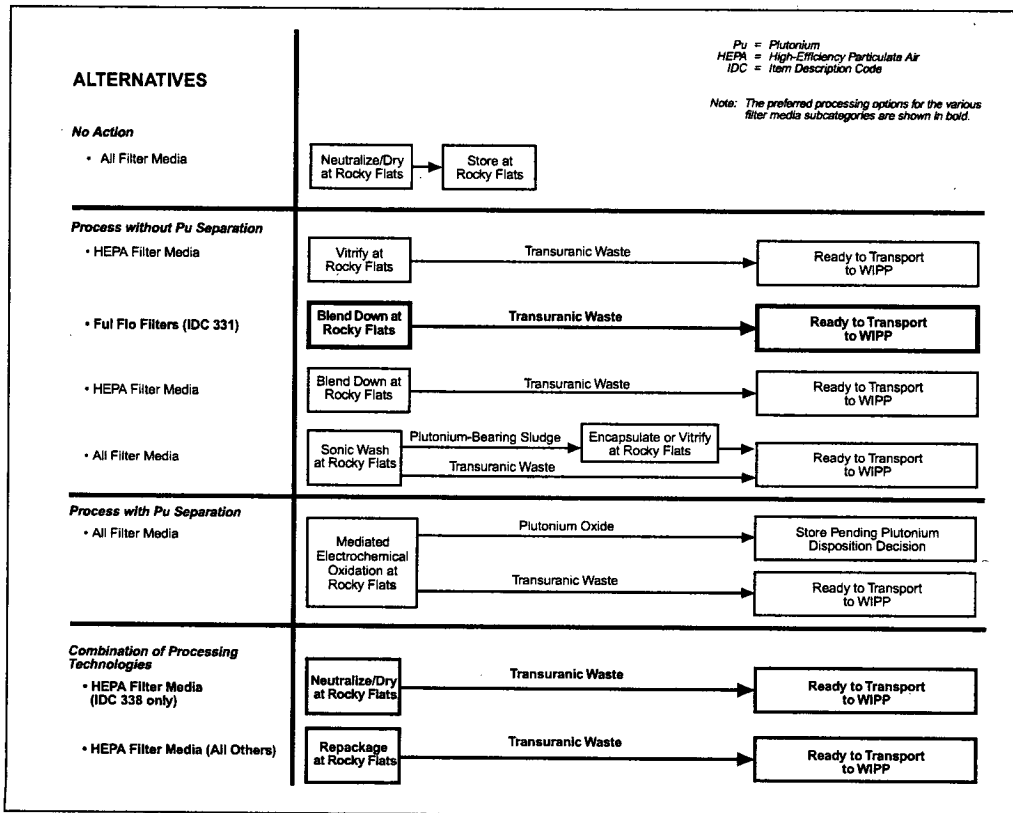 Pu = Plutonium
HEPA = High-Efficiency Particulate Air
IDC = Item Description Code
Note: The preferred processing options for the various
filter media subcategories are shown in bold.
ALTERNATIVES
No Action
• All Filter Media
Neutralize/Dry
at Rocky Flats
Store at
Rocky Flats
Process without Pu Separation
• HEPA Filter Media
Vitrify at
Rocky Flats
Transuranic Waste
Ready to Transport
to WIPP
• Ful Flo Filters (IDC 331)
Blend Down at
Rocky Flats
Transuranic Waste
Ready to Transport
to WIPP
• HEPA Filter Media
Blend Down at
Rocky Flats
Transuranic Waste
Ready to Transport
to WIPP
• All Filter Media
Sonic Wash
at Rocky Flats
Plutonium-Bearing Sludge
Encapsulate or Vitrify
at Rocky Flats
Transuranic Waste
Ready to Transport
to WIPP
Process with Pu Separation
• All Filter Media
Mediated
Electrochemical
Oxidation at
Rocky Flats
Plutonium Oxide
Store Pending Plutonium
Disposition Decision
Transuranic Waste
Ready to Transport
to WIPP
Combination of Processing
Technologies
• HEPA Filter Media
(IDC 338 only)
Neutralize/Dry
at Rocky Flats
Transuranic Waste
Ready to Transport
to WIPP
• HEPA Filter Media (All Others)
Repackage
at Rocky Flats
Transuranic Waste
Ready to Transport
to WIPP